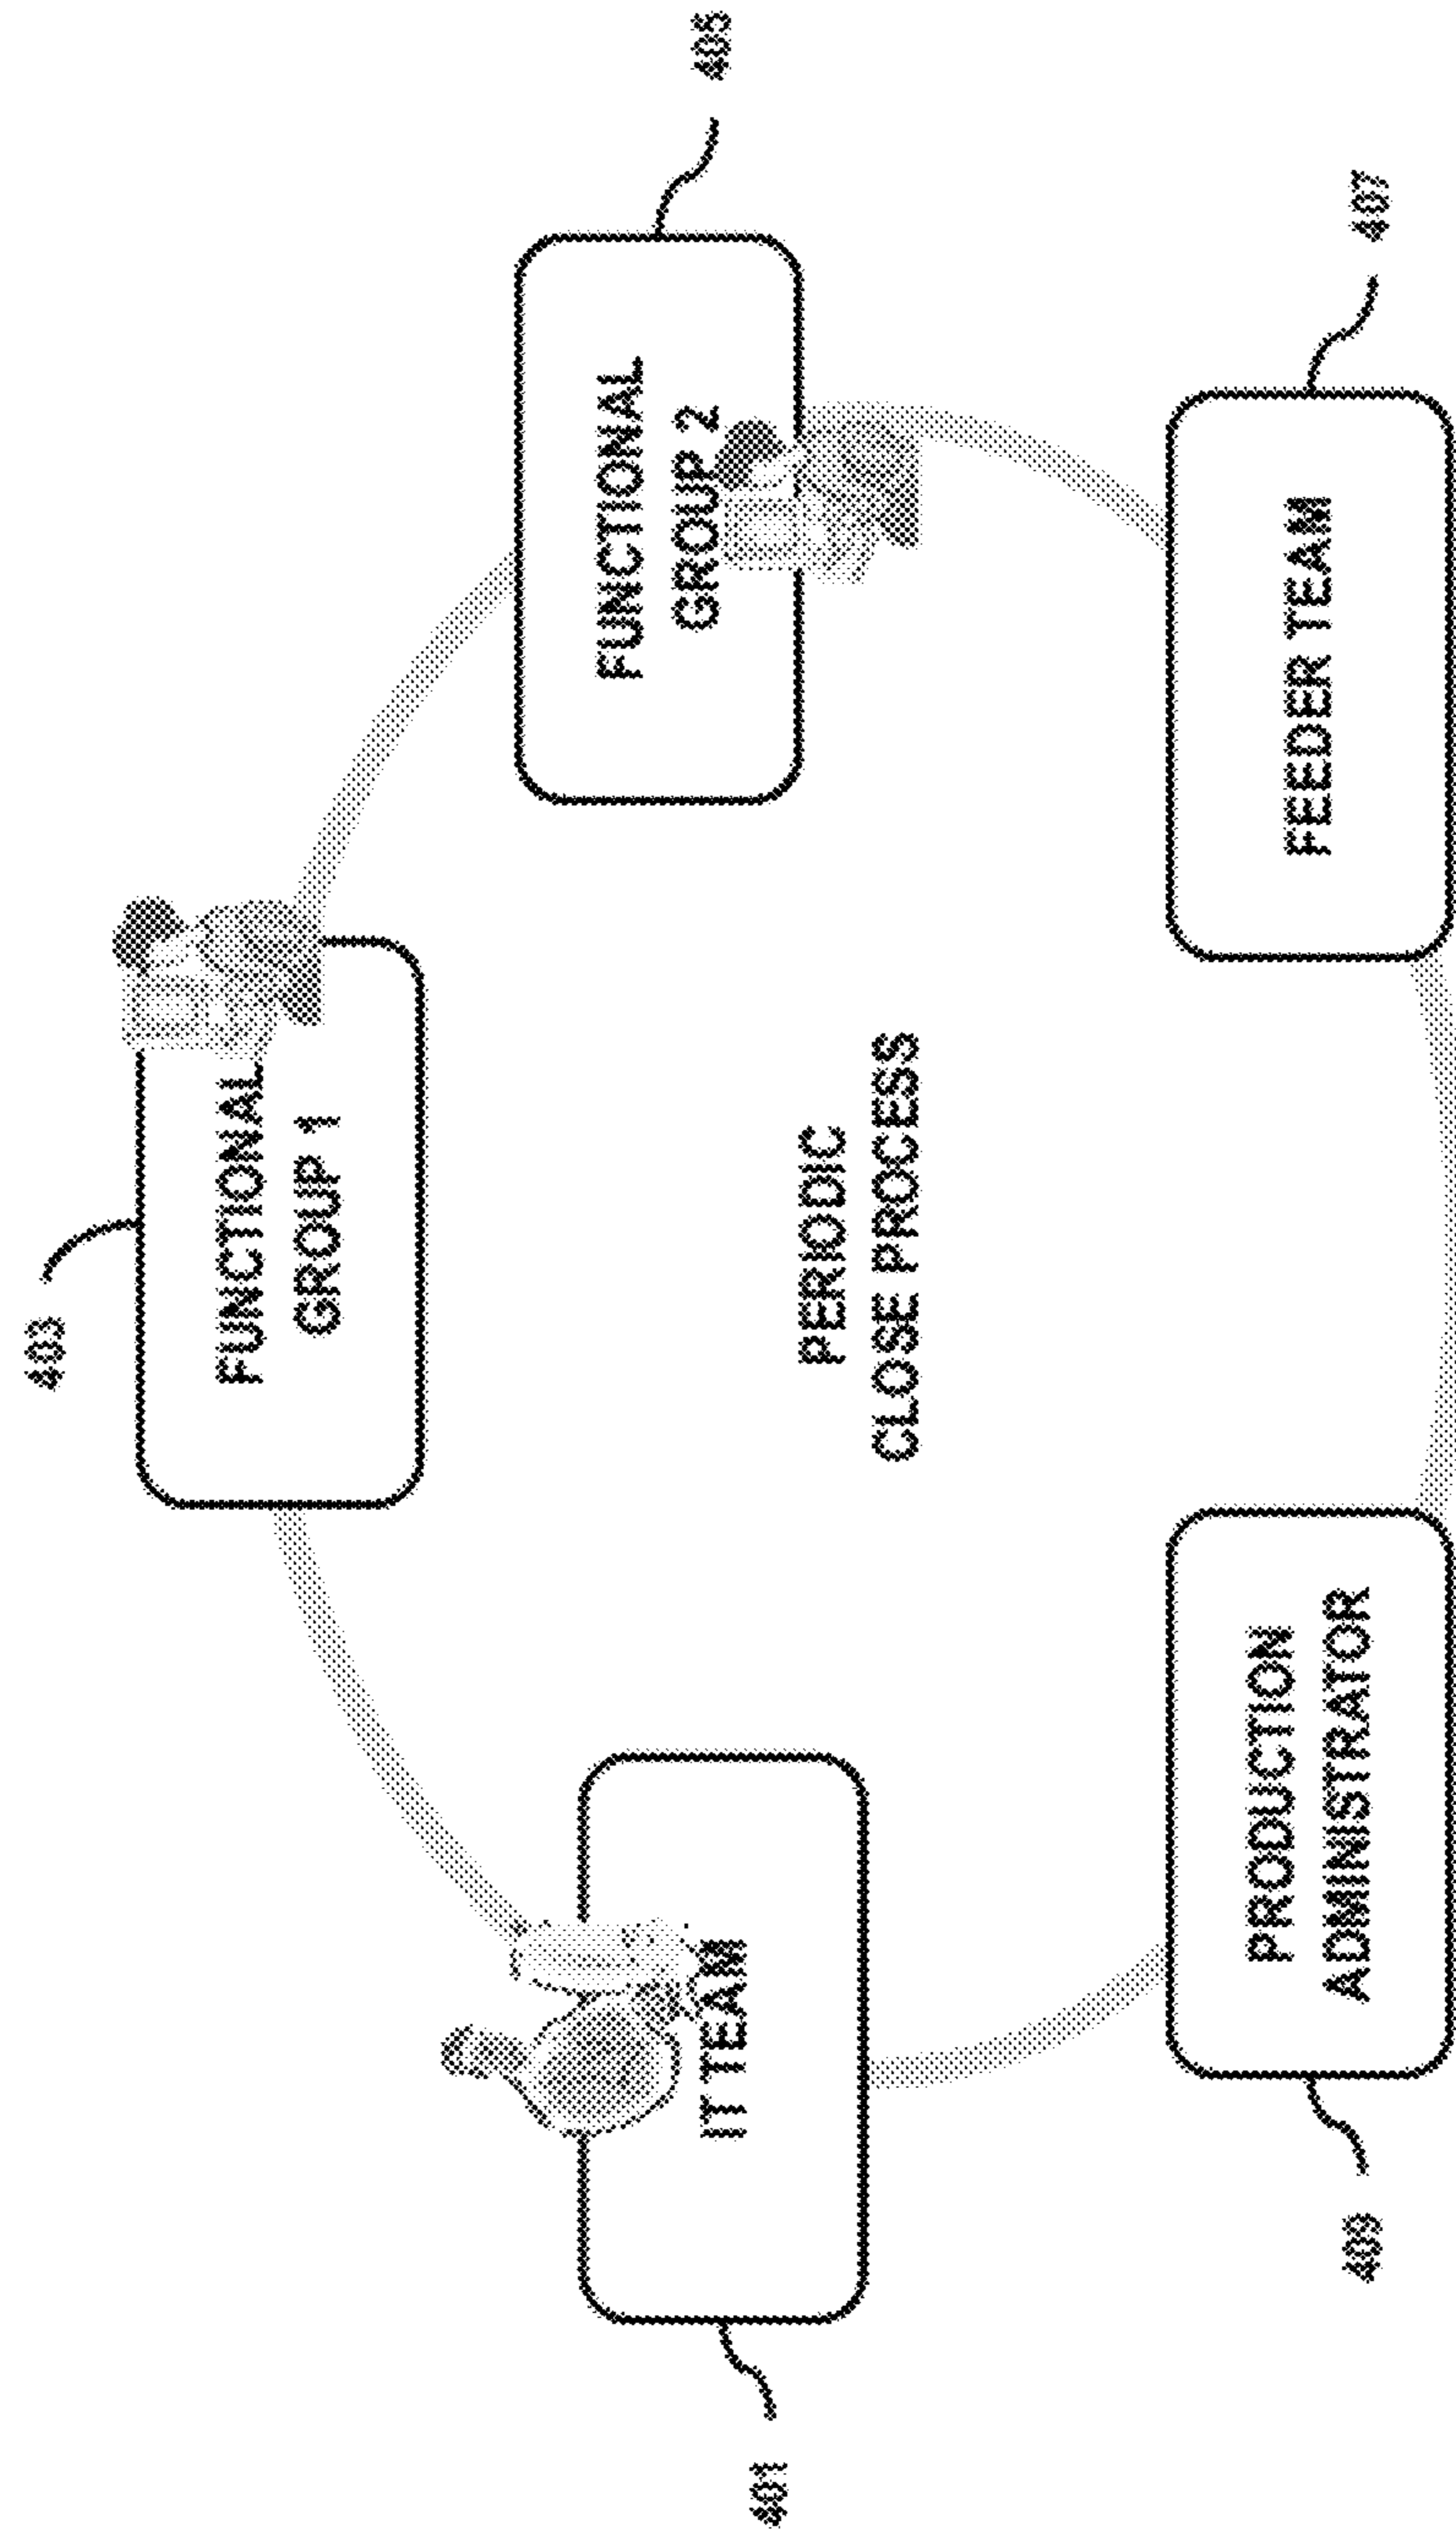 403
FUNCTIONAL
GROUP 1
405
FUNCTIONAL
GROUP 2
401
IT TEAM
PERIODIC
CLOSE PROCESS
407
FEEDER TEAM
409
PRODUCTION
ADMINISTRATOR